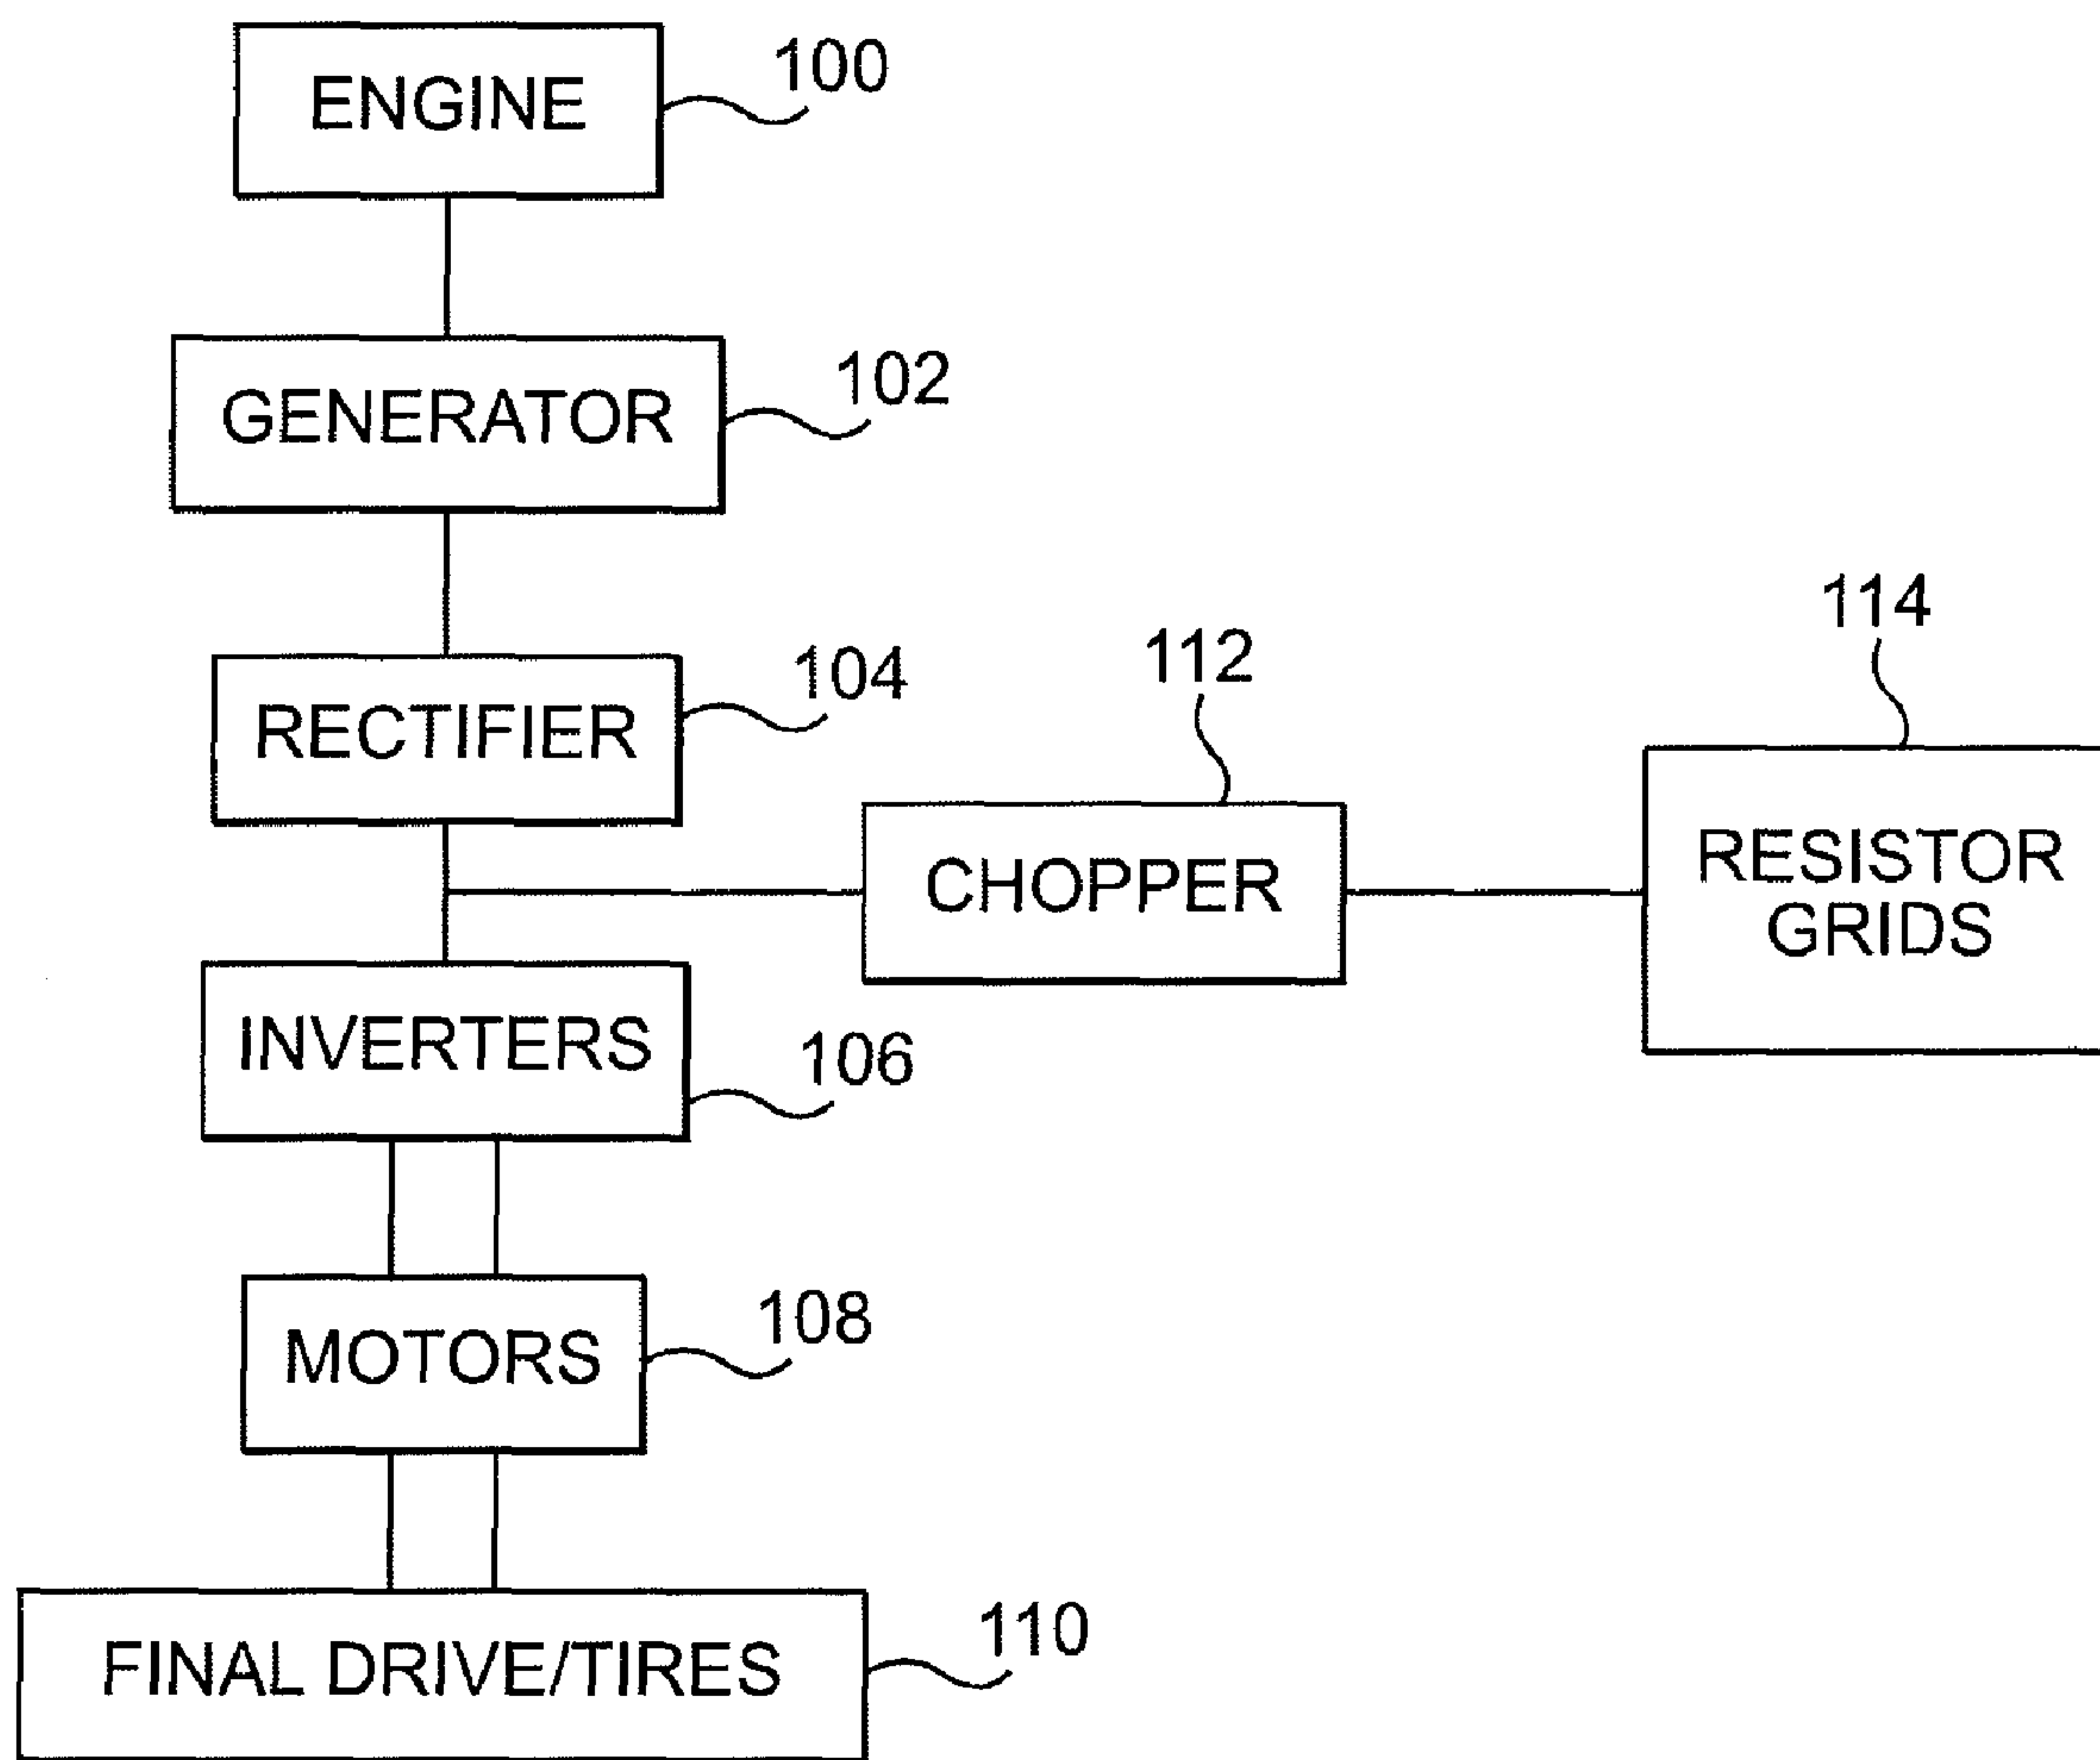 ENGINE
100
GENERATOR
102
RECTIFIER
104
112
114
CHOPPER
RESISTOR
GRIDS
INVERTERS
106
MOTORS
108
FINAL DRIVE/TIRES
110